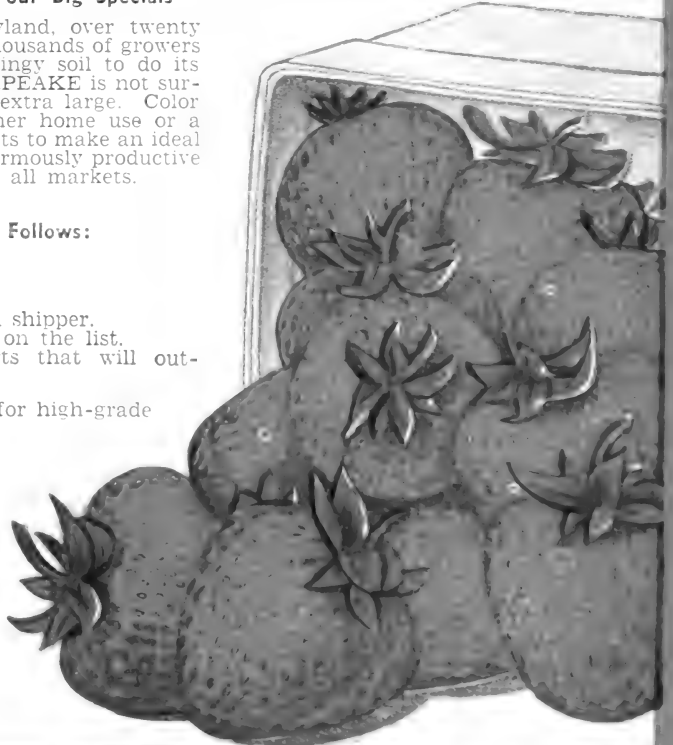 our Big Specials
yland, over twenty
housands of growers
ingy soil to do its
PEAKE is not sur-
extra large. Color
ner home use or a
ts to make an ideal
rmously productive
all markets.
Follows:
shipper.
on the list.
ts that will out-
for high-grade